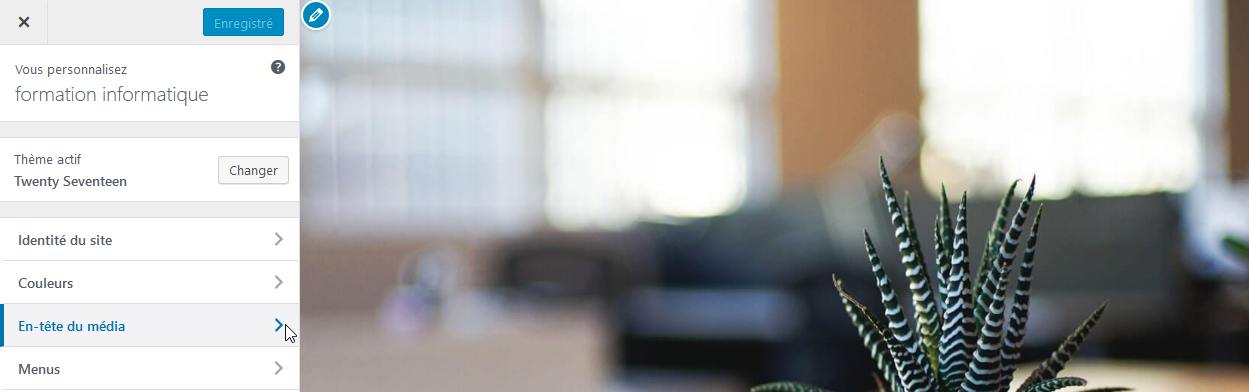 Enregistré
Vous personnalisez
formation informatique
Thème actif
Twenty Seventeen
Changer
Identité du site
Couleurs
En-tête du média
Menus